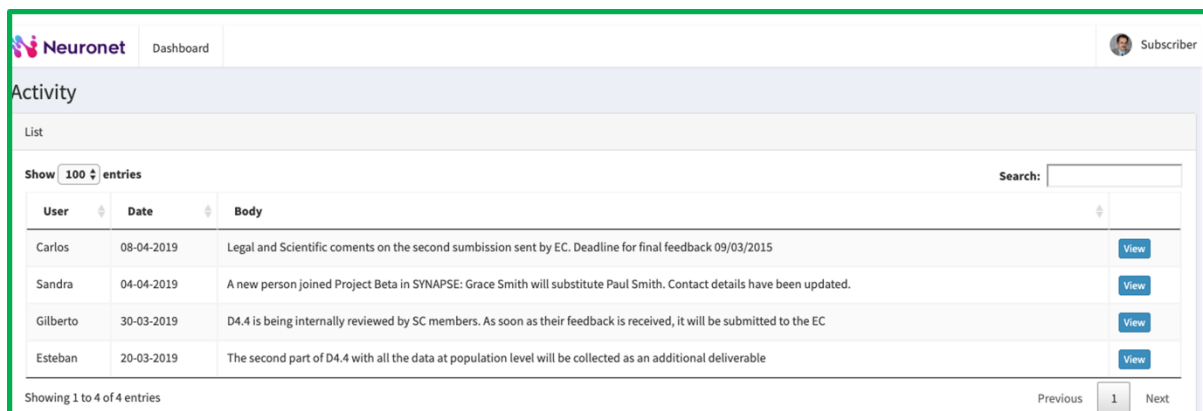 Neuronet Dashboard Subscriber
Activity
List
Show 100 entries Search:
User Date Body
Carlos 08-04-2019 Legal and Scientific coments on the second sumbission sent by EC. Deadline for final feedback 09/03/2015 View
Sandra 04-04-2019 A new person joined Project Beta in SYNAPSE: Grace Smith will substitute Paul Smith. Contact details have been updated. View
Gilberto 30-03-2019 D4.4 is being internally reviewed by SC members. As soon as their feedback is received, it will be submitted to the EC View
Esteban 20-03-2019 The second part of D4.4 with all the data at population level will be collected as an additional deliverable View
Showing 1 to 4 of 4 entries Previous 1 Next